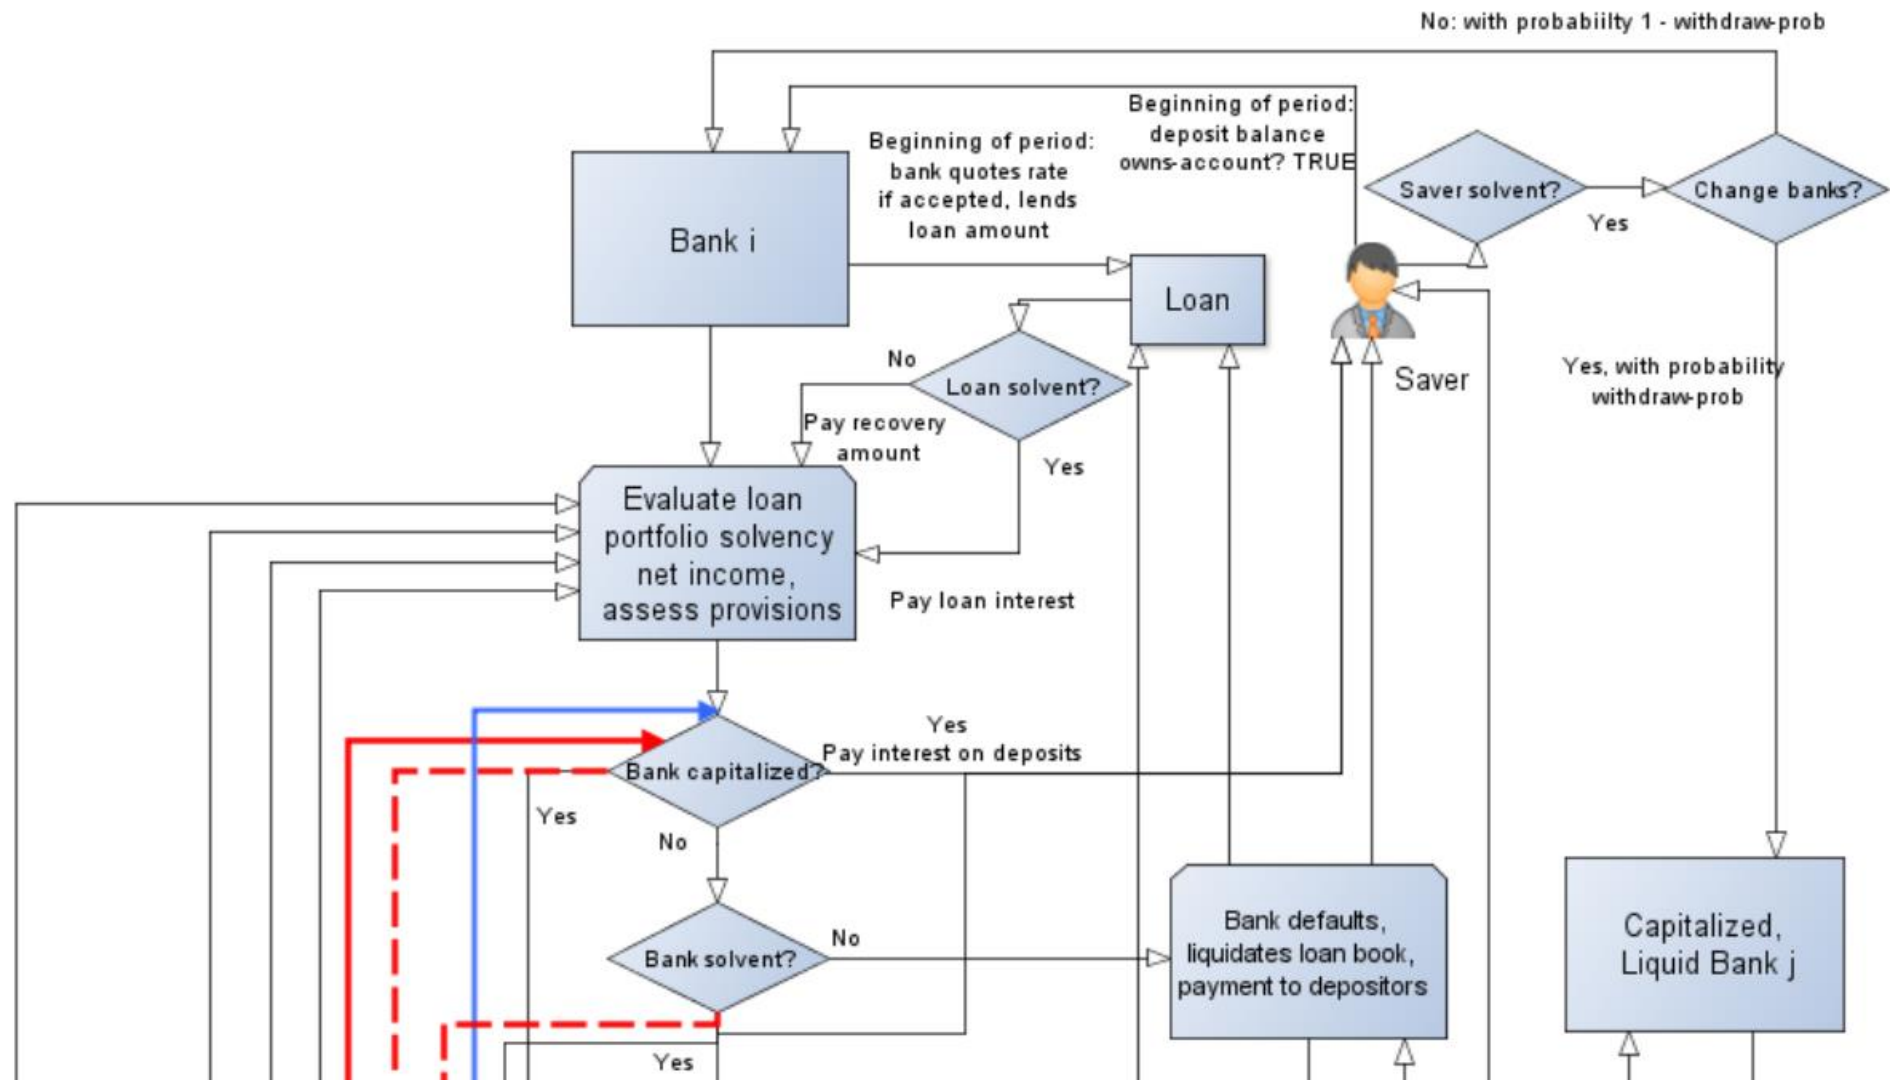 No: with probabiilty 1 - withdraw-prob
Beginning of period:
deposit balance
owns-account? TRUE
Beginning of period:
bank quotes rate
if accepted, lends
loan amount
Saver solvent?
Yes
Change banks?
Bank i
Loan
Saver
Yes, with probability
withdraw-prob
No
Loan solvent?
Pay recovery
amount
Yes
Evaluate loan
portfolio solvency
net income,
assess provisions
Pay loan interest
Yes
Pay interest on deposits
Bank capitalized?
Yes
No
Bank solvent?
No
Bank defaults,
liquidates loan book,
payment to depositors
Capitalized,
Liquid Bank j
Yes